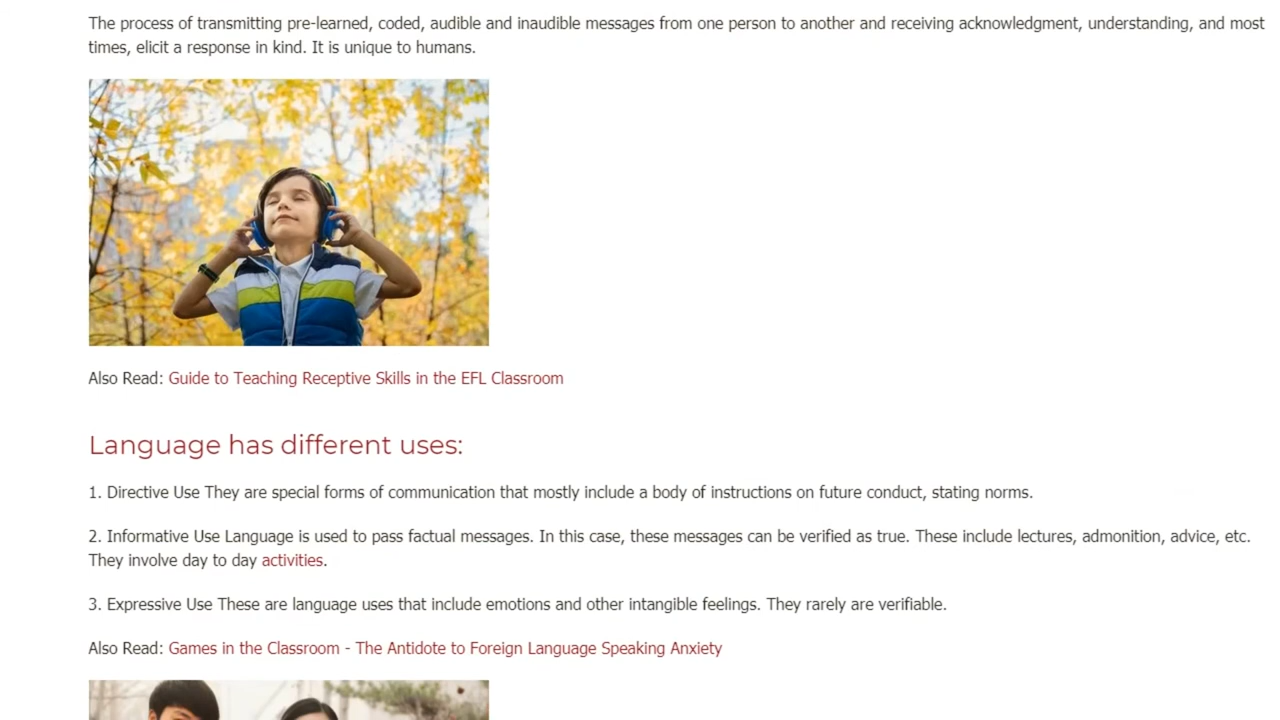 The process of transmitting pre-learned, coded, audible and inaudible messages from one person to another and receiving acknowledgment, understanding, and most
times, elicit a response in kind. It is unique to humans.
Also Read: Guide to Teaching Receptive Skills in the EFL Classroom
Language has different uses:
1. Directive Use They are special forms of communication that mostly include a body of instructions on future conduct, stating norms.
2. Informative Use Language is used to pass factual messages. In this case, these messages can be verified as true. These include lectures, admonition, advice, etc.
They involve day to day activities.
3. Expressive Use These are language uses that include emotions and other intangible feelings. They rarely are verifiable.
Also Read: Games in the Classroom - The Antidote to Foreign Language Speaking Anxiety